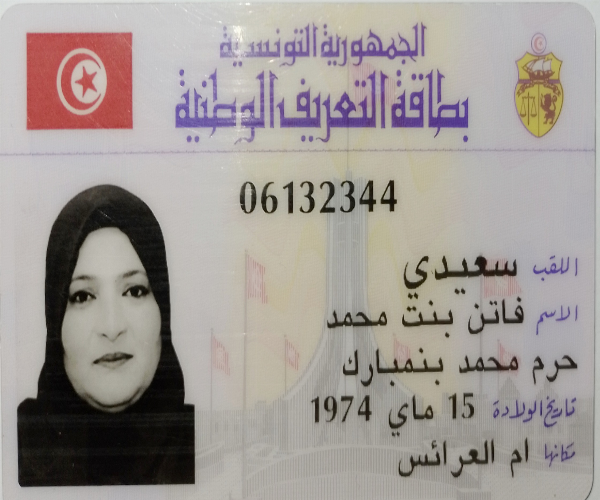 الجمهورية التونسية
بطاقة التعريف الوطنية
06132344
اللقب سعيدي
الاسم فاتن بنت محمد
حرم محمد بنمبارك
تاريخ الولادة 15 ماي 1974
مكانها ام العرائس